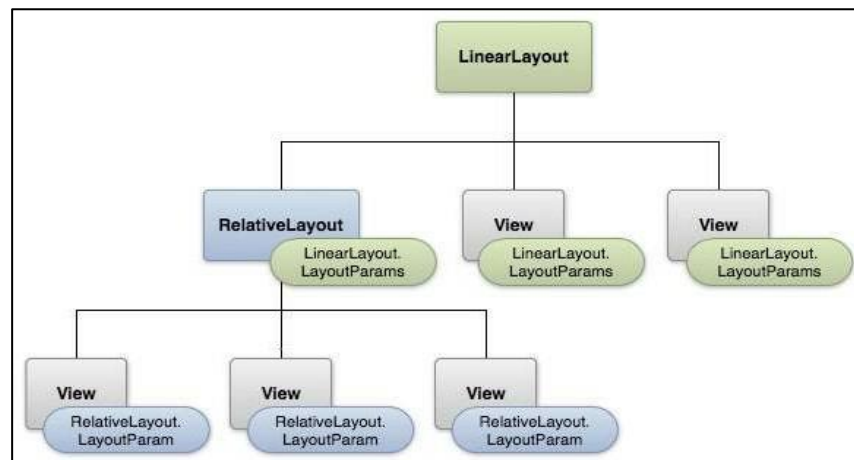 LinearLayout
RelativeLayout
LinearLayout.
LayoutParams
View
LinearLayout.
LayoutParams
View
LinearLayout.
LayoutParams
View
RelativeLayout.
LayoutParam
View
RelativeLayout.
LayoutParam
View
RelativeLayout.
LayoutParam